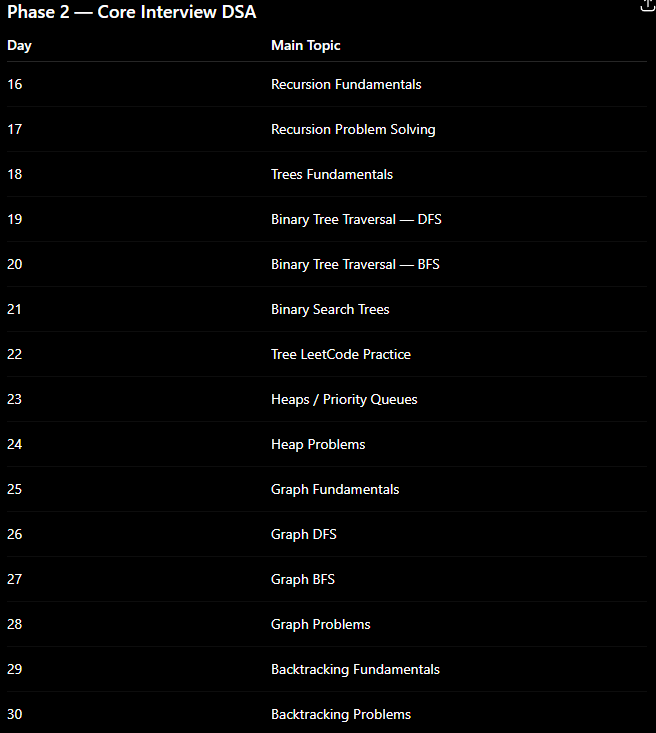 Phase 2 — Core Interview DSA
Day Main Topic
16 Recursion Fundamentals
17 Recursion Problem Solving
18 Trees Fundamentals
19 Binary Tree Traversal — DFS
20 Binary Tree Traversal — BFS
21 Binary Search Trees
22 Tree LeetCode Practice
23 Heaps / Priority Queues
24 Heap Problems
25 Graph Fundamentals
26 Graph DFS
27 Graph BFS
28 Graph Problems
29 Backtracking Fundamentals
30 Backtracking Problems